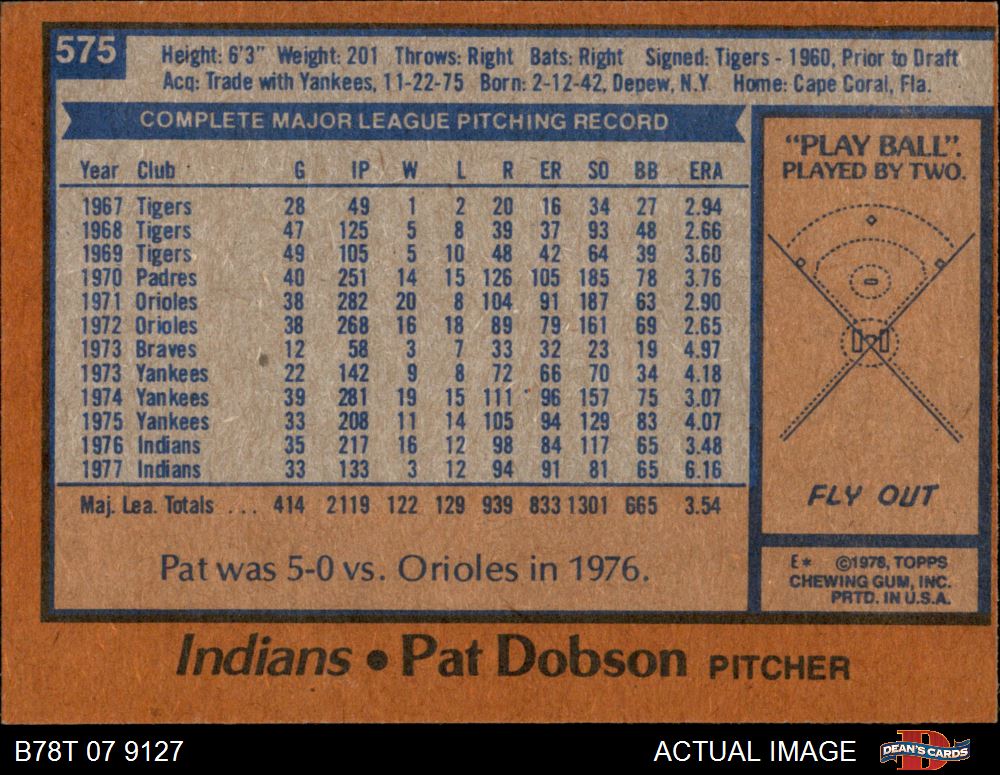 575
Height: 6'3" Weight: 201 Throws: Right Bats: Right Signed: Tigers - 1960, Prior to Draft
Acq: Trade with Yankees, 11-22-75 Born: 2-12-42, Depew, N.Y. Home: Cape Coral, Fla.
COMPLETE MAJOR LEAGUE PITCHING RECORD
Year Club G IP W L R ER SO BB ERA
1967 Tigers 28 49 1 2 20 16 34 27 2.94
1968 Tigers 47 125 5 8 39 37 93 48 2.66
1969 Tigers 49 105 5 10 48 42 64 39 3.60
1970 Padres 40 251 14 15 126 105 185 78 3.76
1971 Orioles 38 282 20 8 104 91 187 63 2.90
1972 Orioles 38 268 16 18 89 79 161 69 2.65
1973 Braves 12 58 3 7 33 32 23 19 4.97
1973 Yankees 22 142 9 8 72 66 70 34 4.18
1974 Yankees 39 281 19 15 111 96 157 75 3.07
1975 Yankees 33 208 11 14 105 94 129 83 4.07
1976 Indians 35 217 16 12 98 84 117 65 3.48
1977 Indians 33 133 3 12 94 91 81 65 6.16
Maj. Lea. Totals ... 414 2119 122 129 939 833 1301 665 3.54
Pat was 5-0 vs. Orioles in 1976.
"PLAY BALL".
PLAYED BY TWO.
FLY OUT
E* ©1978, TOPPS
CHEWING GUM, INC.
PRTD. IN U.S.A.
Indians • Pat Dobson PITCHER
B78T 07 9127
ACTUAL IMAGE
D
DEAN'S CARDS